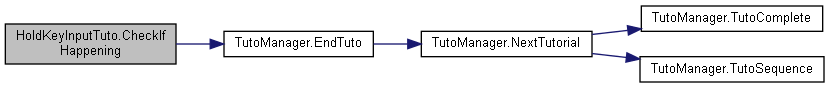 HoldKeyInputTuto.CheckIf
Happening
TutoManager.EndTuto
TutoManager.NextTutorial
TutoManager.TutoComplete
TutoManager.TutoSequence